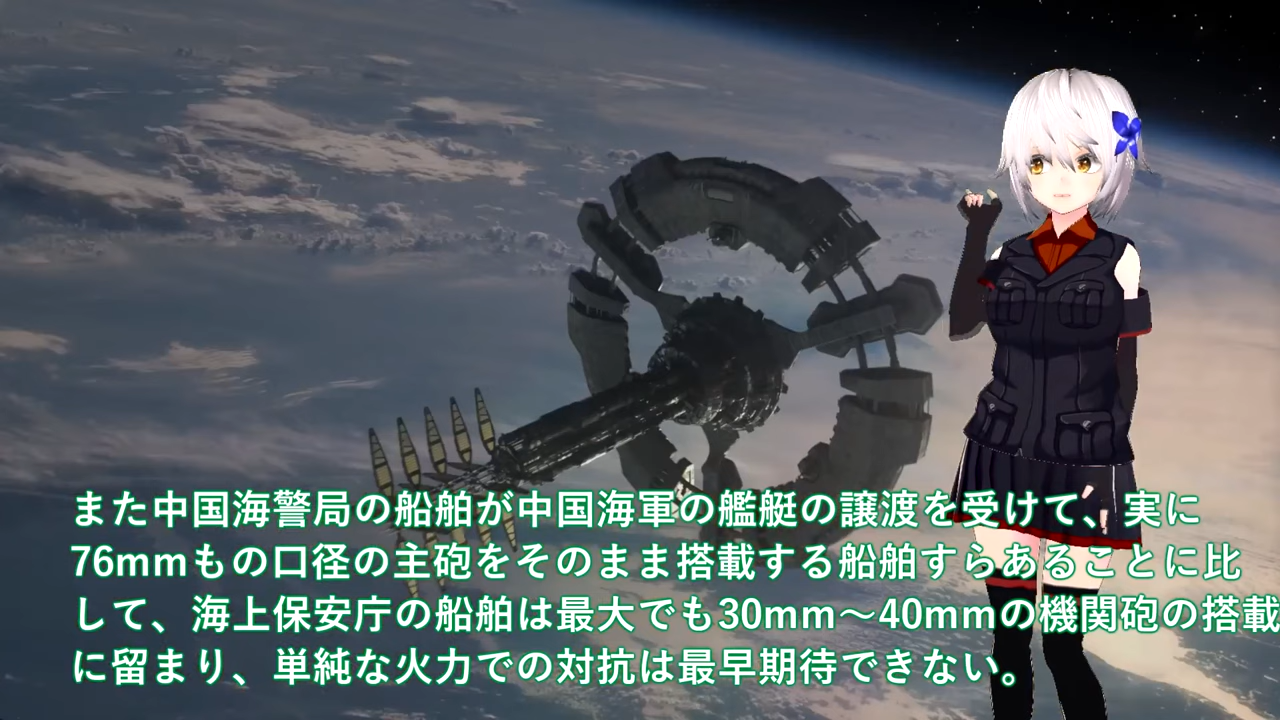 また中国海警局の船舶が中国海軍の艦艇の譲渡を受けて、実に
76mmもの口径の主砲をそのまま搭載する船舶すらあることに比
して、海上保安庁の船舶は最大でも30mm～40mmの機関砲の搭載
に留まり、単純な火力での対抗は最早期待できない。